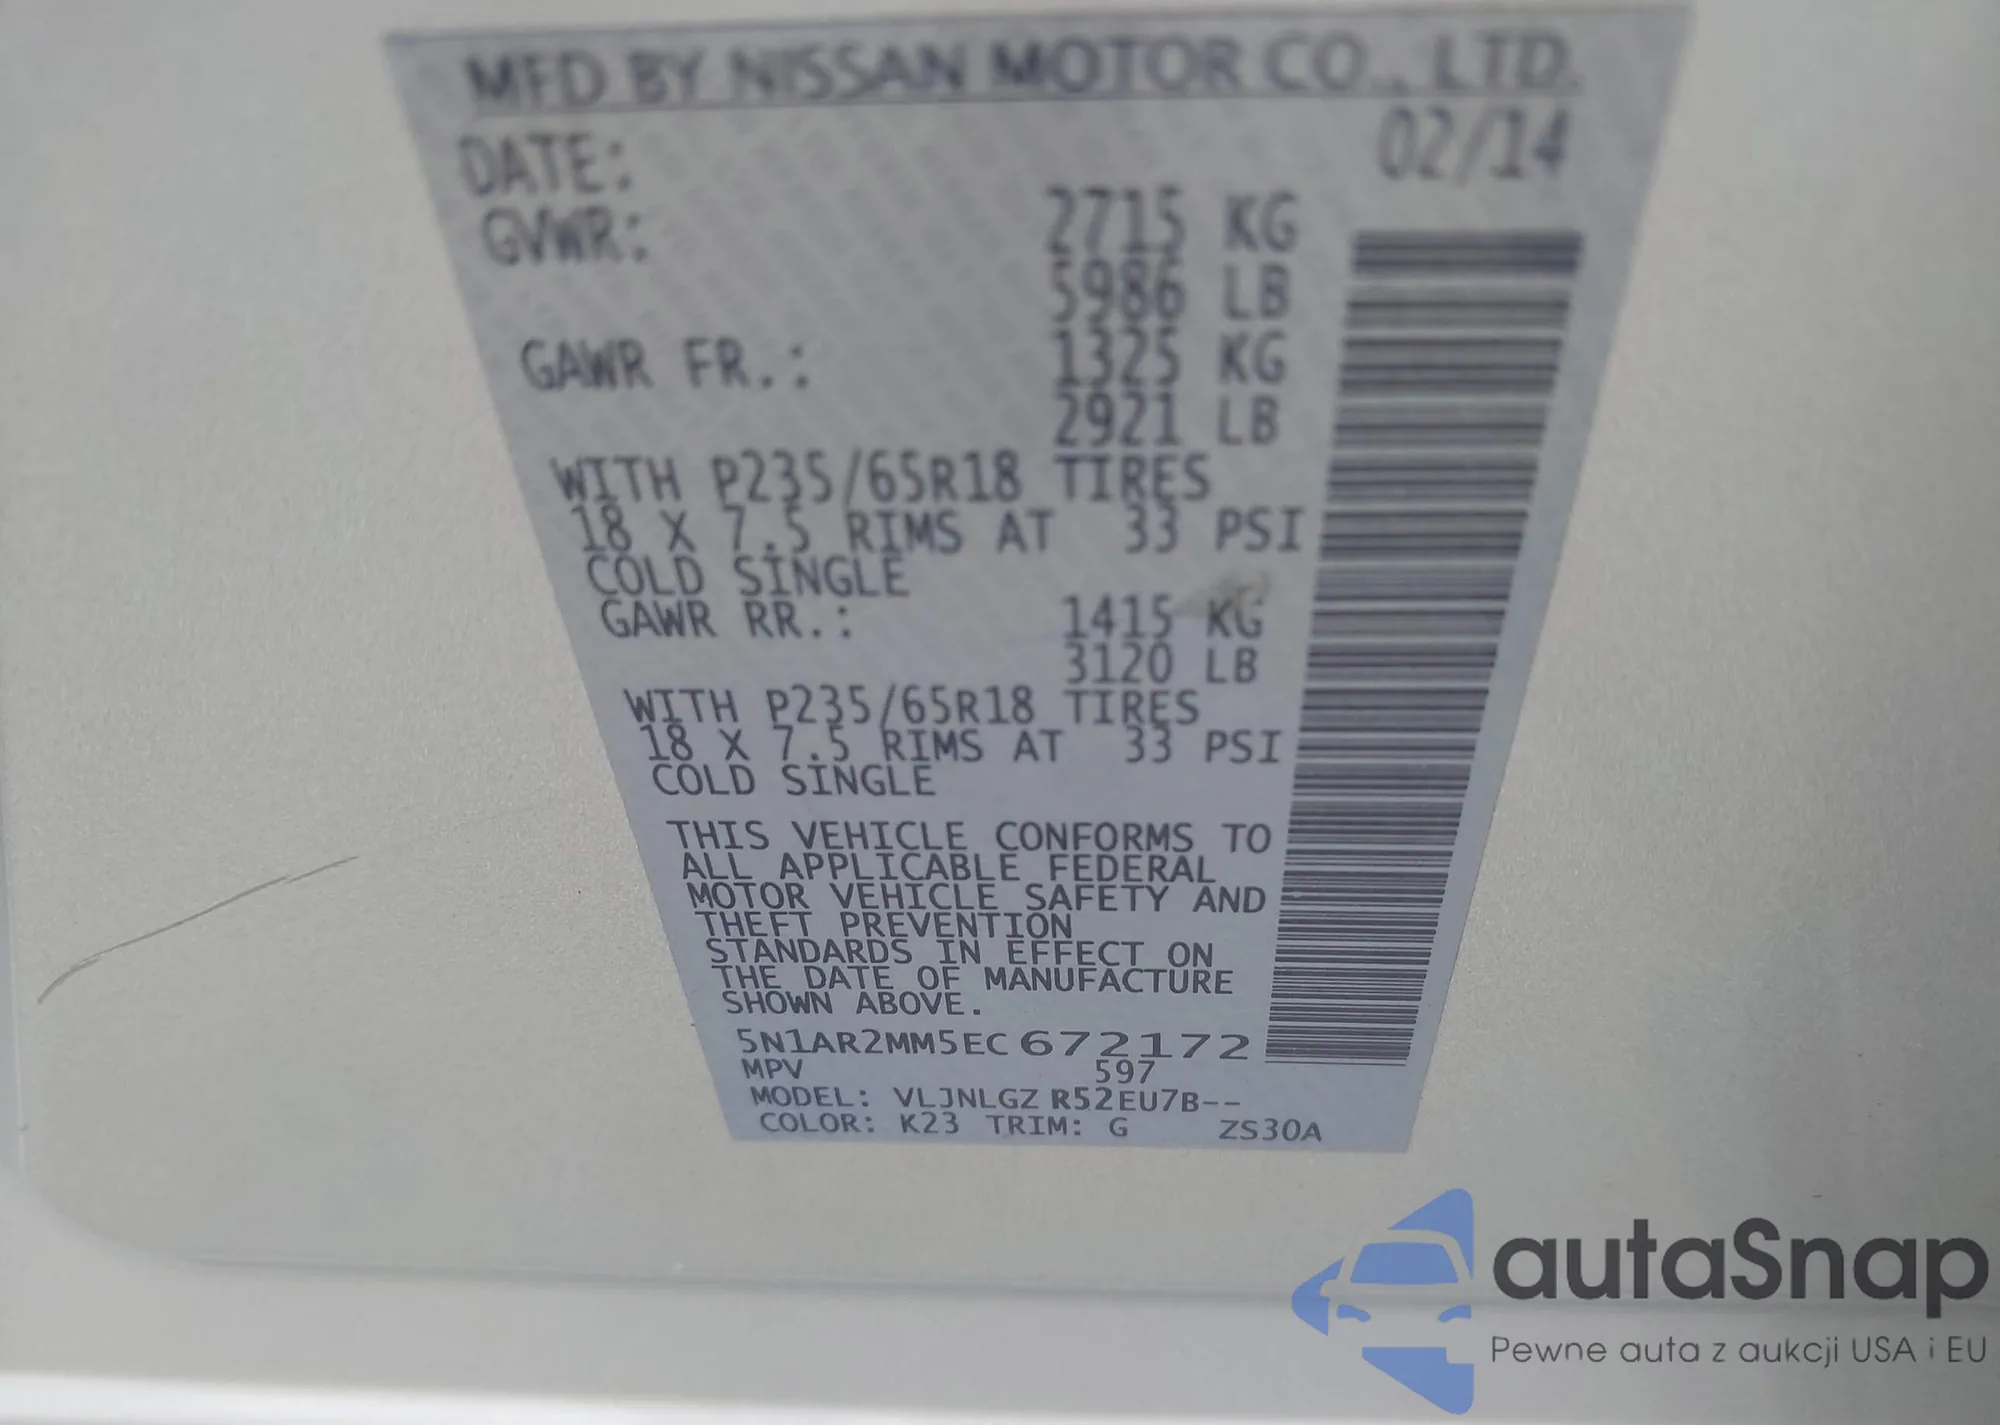 MFD BY NISSAN MOTOR CO., LTD.
DATE: 02/14
GVWR: 2715 KG
5986 LB
GAWR FR.: 1325 KG
2921 LB
WITH P235/65R18 TIRES
18 X 7.5 RIMS AT 33 PSI
COLD SINGLE
GAWR RR.: 1415 KG
3120 LB
WITH P235/65R18 TIRES
18 X 7.5 RIMS AT 33 PSI
COLD SINGLE
THIS VEHICLE CONFORMS TO
ALL APPLICABLE FEDERAL
MOTOR VEHICLE SAFETY AND
THEFT PREVENTION
STANDARDS IN EFFECT ON
THE DATE OF MANUFACTURE
SHOWN ABOVE.
5N1AR2MM5EC672172
MPV 597
MODEL: VLJNLGZ R52EU7B--
COLOR: K23 TRIM: G ZS30A
autaSnap
Pewne auta z aukcji USA i EU